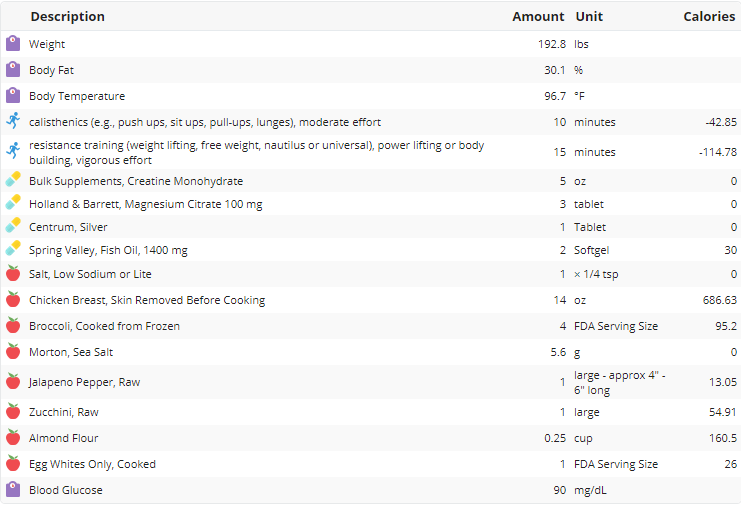 Description Amount Unit Calories
Weight 192.8 lbs
Body Fat 30.1 %
Body Temperature 96.7 °F
calisthenics (e.g., push ups, sit ups, pull-ups, lunges), moderate effort 10 minutes -42.85
resistance training (weight lifting, free weight, nautilus or universal), power lifting or body
building, vigorous effort 15 minutes -114.78
Bulk Supplements, Creatine Monohydrate 5 oz 0
Holland & Barrett, Magnesium Citrate 100 mg 3 tablet 0
Centrum, Silver 1 Tablet 0
Spring Valley, Fish Oil, 1400 mg 2 Softgel 30
Salt, Low Sodium or Lite 1 × 1/4 tsp 0
Chicken Breast, Skin Removed Before Cooking 14 oz 686.63
Broccoli, Cooked from Frozen 4 FDA Serving Size 95.2
Morton, Sea Salt 5.6 g 0
Jalapeno Pepper, Raw 1 large - approx 4" -
6" long 13.05
Zucchini, Raw 1 large 54.91
Almond Flour 0.25 cup 160.5
Egg Whites Only, Cooked 1 FDA Serving Size 26
Blood Glucose 90 mg/dL